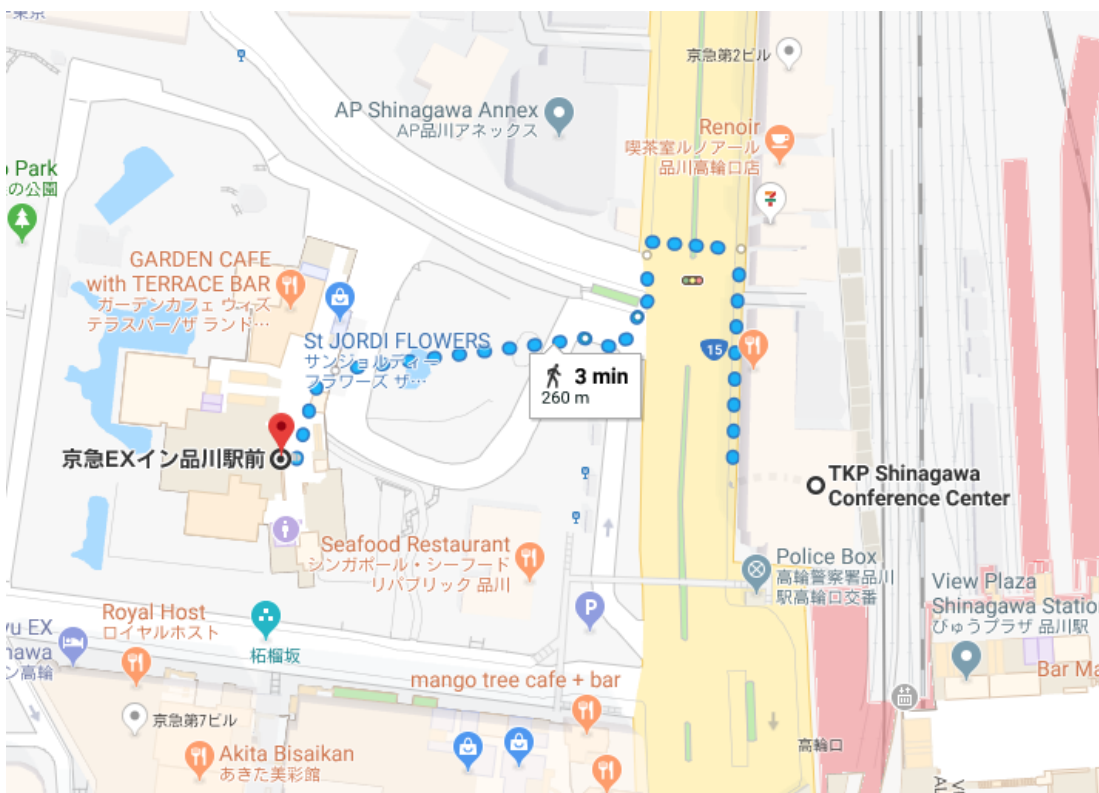 東京
京急第2ビル
AP Shinagawa Annex
AP品川アネックス
Renoir
喫茶室ルノアール
品川高輪口店
Park
の公園
GARDEN CAFE
with TERRACE BAR
ガーデンカフェ ウィズ
テラスバー/ザ ランド…
St JORDI FLOWERS
サンジョルディ
フラワーズ ザ…
15
3 min
260 m
京急EXイン品川駅前
TKP Shinagawa
Conference Center
Seafood Restaurant
シンガポール・シーフード
リパブリック 品川
Police Box
高輪警察署品川
駅高輪口交番
View Plaza
Shinagawa Statio
びゅうプラザ 品川駅
Royal Host
ロイヤルホスト
P
yu EX
nawa
ン高輪
柘榴坂
mango tree cafe + bar
Bar Ma
京急第7ビル
高輪口
Akita Bisaikan
あきた美彩館